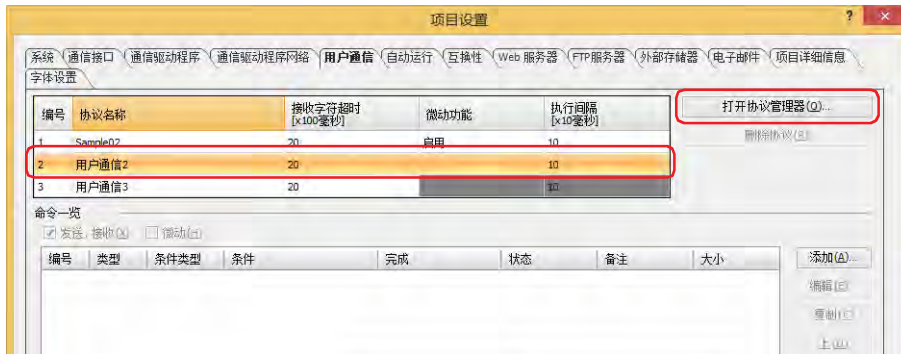 项目设置
? ×
系统 通信接口 通信驱动程序 通信驱动程序网络 用户通信 自动运行 互换性 Web 服务器 FTP服务器 外部存储器 电子邮件 项目详细信息
字体设置
编号 协议名称 接收字符超时 [x100毫秒] 微动功能 执行间隔 [x10毫秒]
打开协议管理器(O)...
1 Sample02 20 启用 10
删除协议(R)
2 用户通信2 20 10
3 用户通信3 20 10
命令一览
发送, 接收(X) 微动(H)
编号 类型 条件类型 条件 完成 状态 备注 大小
添加(A)...
编辑(E)
复制(C)
上(U)